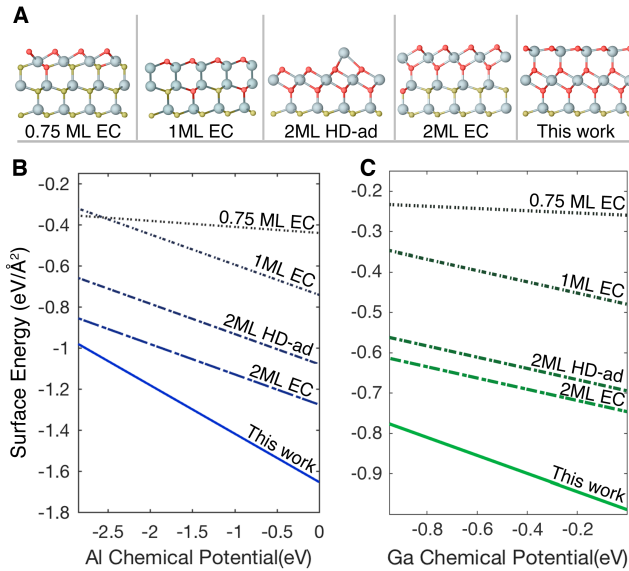 A
0.75 ML EC
1ML EC
2ML HD-ad
2ML EC
This work
B
-0.2
-0.4
-0.6
-0.8
-1
-1.2
-1.4
-1.6
-1.8
Surface Energy (eV/Å²)
0.75 ML EC
1ML EC
2ML HD-ad
2ML EC
This work
-2.5 -2 -1.5 -1 -0.5 0
Al Chemical Potential(eV)
C
-0.2
-0.3
-0.4
-0.5
-0.6
-0.7
-0.8
-0.9
0.75 ML EC
1ML EC
2ML HD-ad
2ML EC
This work
-0.8 -0.6 -0.4 -0.2
Ga Chemical Potential(eV)